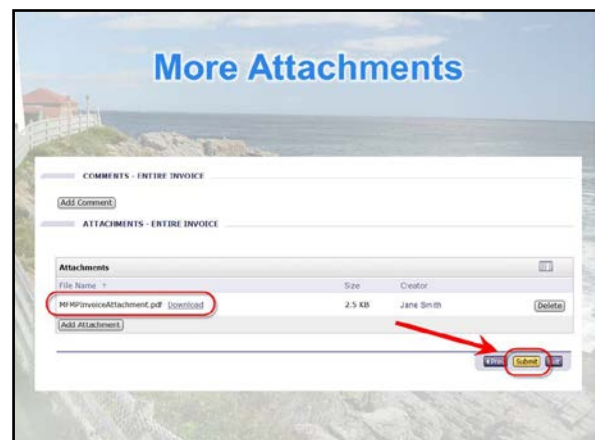 More Attachments
COMMENTS - ENTIRE INVOICE
Add Comment
ATTACHMENTS - ENTIRE INVOICE
Attachments
File Name ↑ Size Creator
MFMPInvoiceAttachment.pdf Download 2.5 KB Jane Smith Delete
Add Attachment
Submit